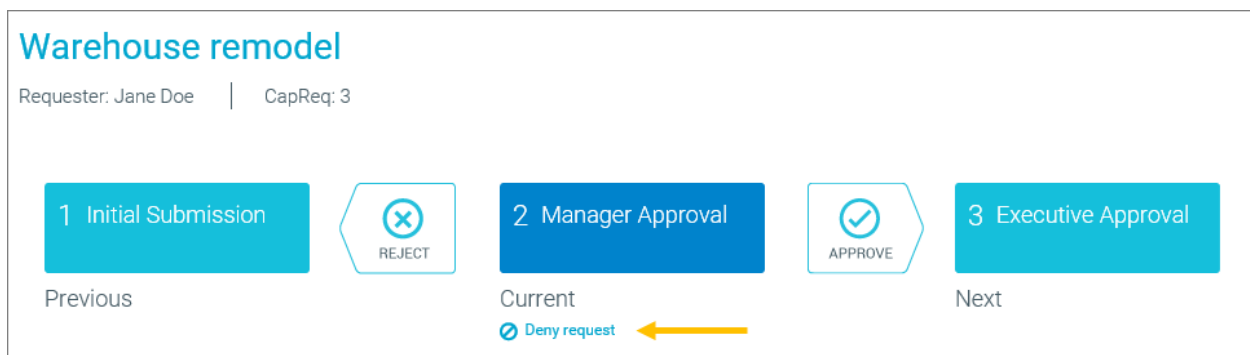 Warehouse remodel
Requester: Jane Doe | CapReq: 3
1 Initial Submission
REJECT
2 Manager Approval
APPROVE
3 Executive Approval
Previous
Current
Next
Deny request